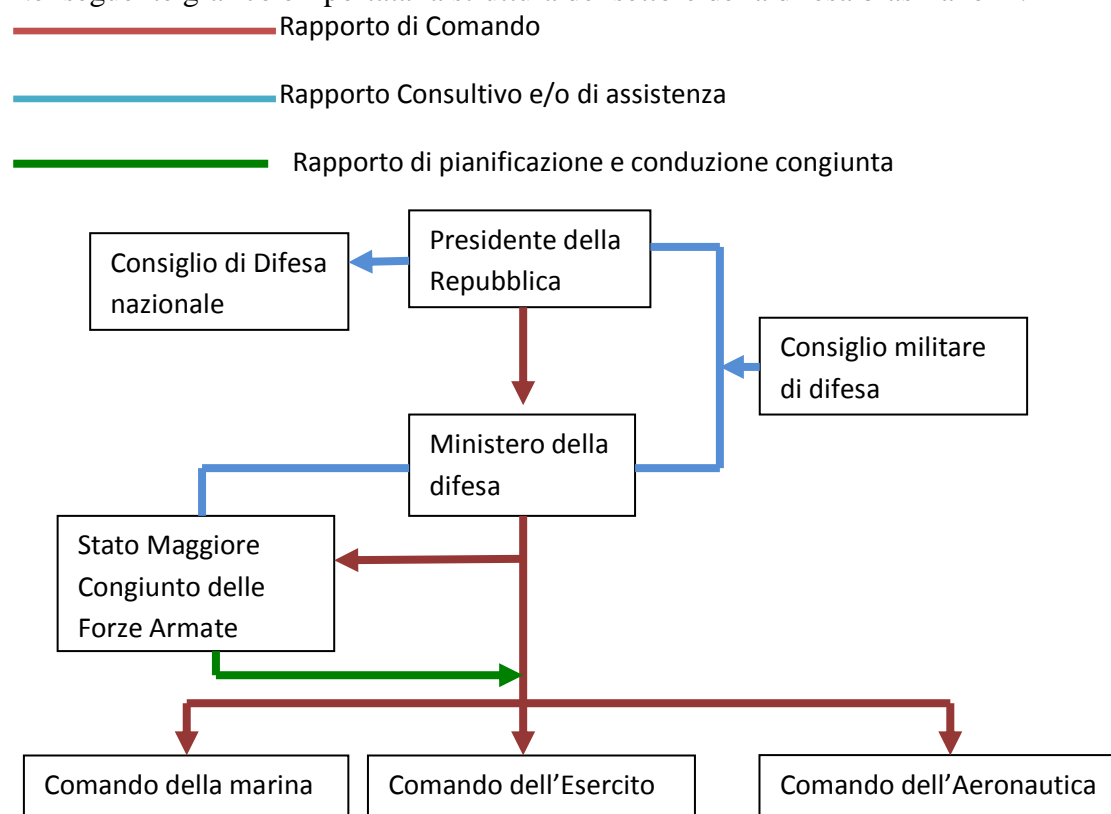 Rapporto di Comando
Rapporto Consultivo e/o di assistenza
Rapporto di pianificazione e conduzione congiunta
Presidente della
Repubblica
Consiglio di Difesa
nazionale
Consiglio militare
di difesa
Ministero della
difesa
Stato Maggiore
Congiunto delle
Forze Armate
Comando della marina
Comando dell’Esercito
Comando dell’Aeronautica